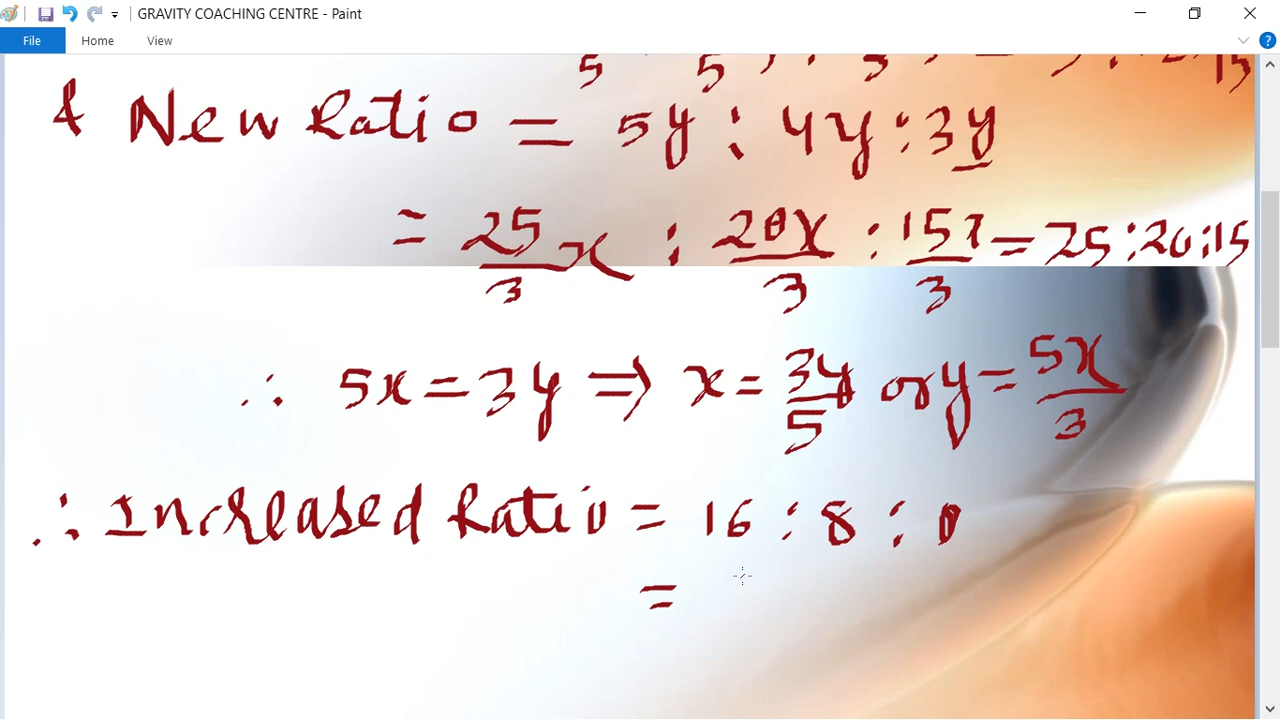 GRAVITY COACHING CENTRE - Paint
File Home View
& New Ratio = 5y : 4y : 3y
= 25/3 x : 20x/3 : 15x/3 = 25:20:15
∴ 5x = 3y ⇒ x = 3y/5 or y = 5x/3
∴ Increased Ratio = 16 : 8 : 0
=